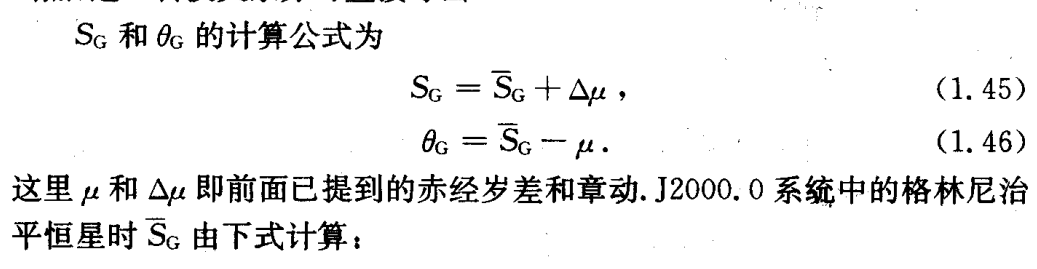 S_G 和 θ_G 的计算公式为
S_G = S̄_G + Δμ， (1.45)
θ_G = S̄_G − μ. (1.46)
这里 μ 和 Δμ 即前面已提到的赤经岁差和章动.J2000.0 系统中的格林尼治
平恒星时 S̄_G 由下式计算：